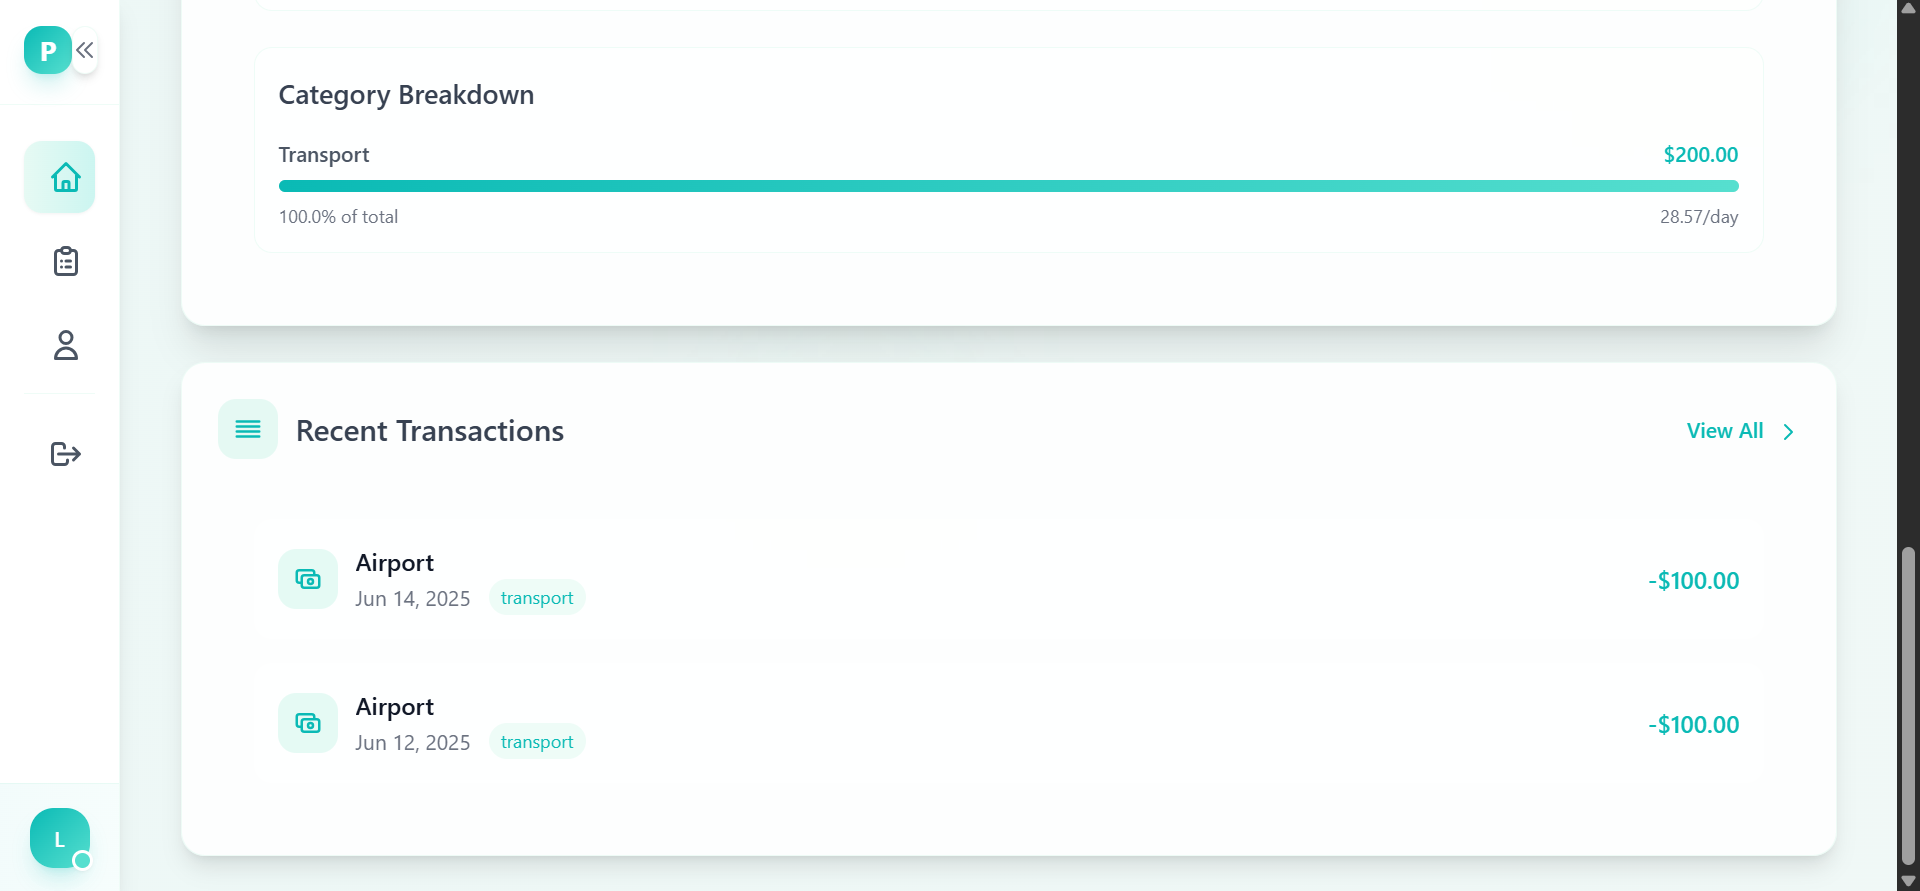 P
Category Breakdown
Transport
$200.00
100.0% of total
28.57/day
Recent Transactions
View All
Airport
Jun 14, 2025
transport
-$100.00
Airport
Jun 12, 2025
transport
-$100.00
L